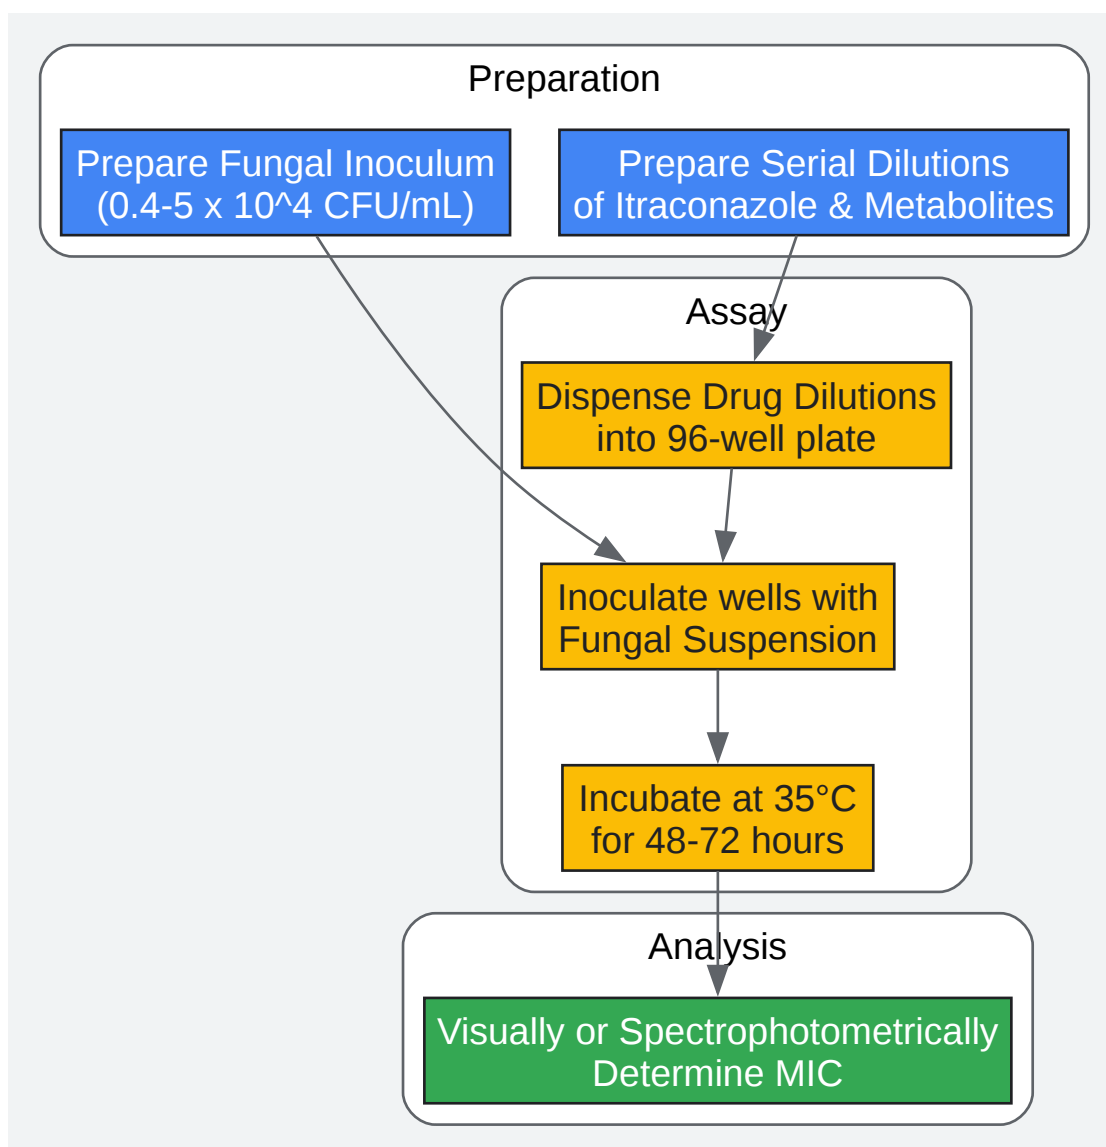 Preparation
Prepare Fungal Inoculum
(0.4-5 x 10^4 CFU/mL)
Prepare Serial Dilutions
of Itraconazole & Metabolites
Assay
Dispense Drug Dilutions
into 96-well plate
Inoculate wells with
Fungal Suspension
Incubate at 35°C
for 48-72 hours
Analysis
Visually or Spectrophotometrically
Determine MIC